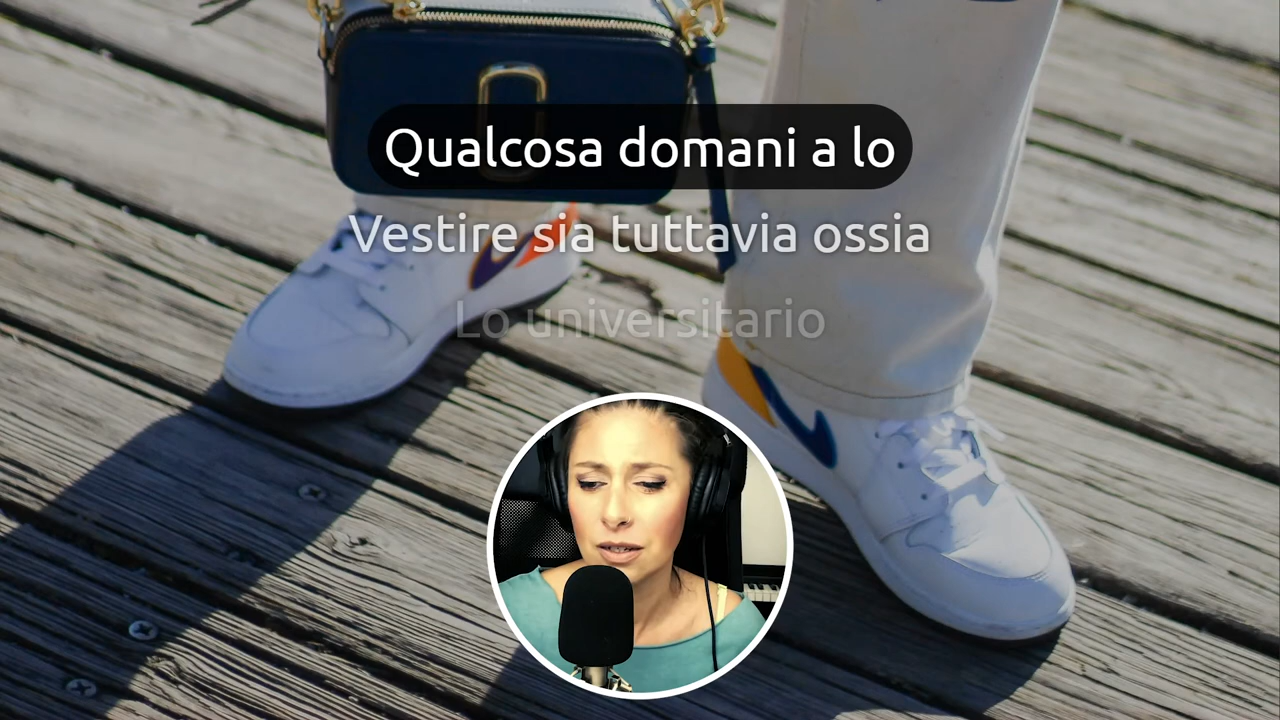 Qualcosa domani a lo
Vestire sia tuttavia ossia
Lo universitario